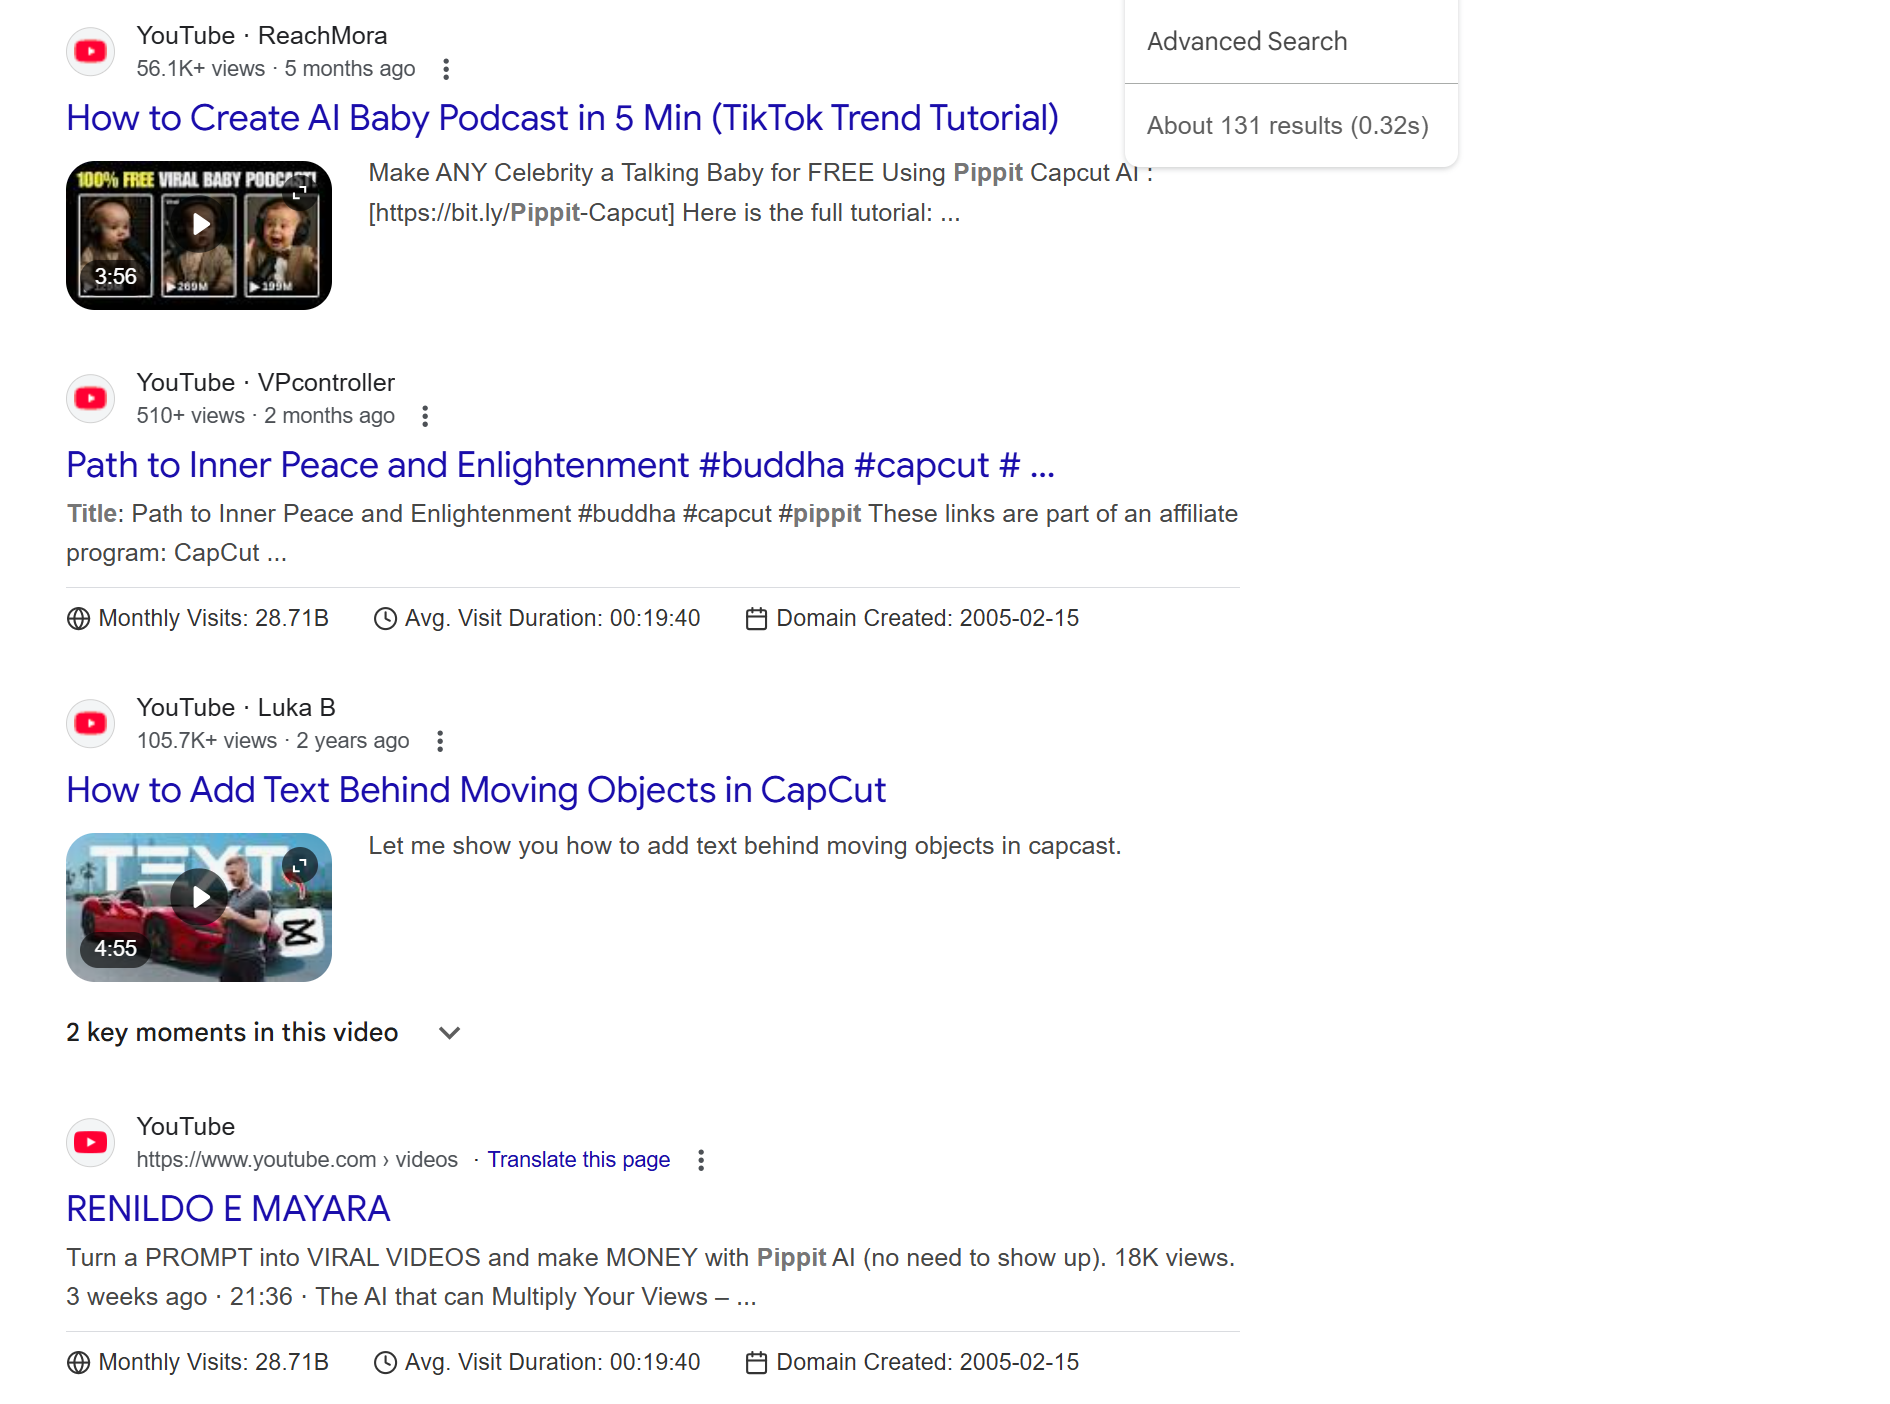 YouTube · ReachMora
56.1K+ views · 5 months ago
How to Create AI Baby Podcast in 5 Min (TikTok Trend Tutorial)
100% FREE VIRAL BABY PODCAST!
3:56
269M
199M
Make ANY Celebrity a Talking Baby for FREE Using Pippit Capcut AI :
[https://bit.ly/Pippit-Capcut] Here is the full tutorial: ...
Advanced Search
About 131 results (0.32s)
YouTube · VPcontroller
510+ views · 2 months ago
Path to Inner Peace and Enlightenment #buddha #capcut # ...
Title: Path to Inner Peace and Enlightenment #buddha #capcut #pippit These links are part of an affiliate
program: CapCut ...
Monthly Visits: 28.71B Avg. Visit Duration: 00:19:40 Domain Created: 2005-02-15
YouTube · Luka B
105.7K+ views · 2 years ago
How to Add Text Behind Moving Objects in CapCut
TEXT
4:55
Let me show you how to add text behind moving objects in capcast.
2 key moments in this video
YouTube
https://www.youtube.com › videos · Translate this page
RENILDO E MAYARA
Turn a PROMPT into VIRAL VIDEOS and make MONEY with Pippit AI (no need to show up). 18K views.
3 weeks ago · 21:36 · The AI that can Multiply Your Views – ...
Monthly Visits: 28.71B Avg. Visit Duration: 00:19:40 Domain Created: 2005-02-15